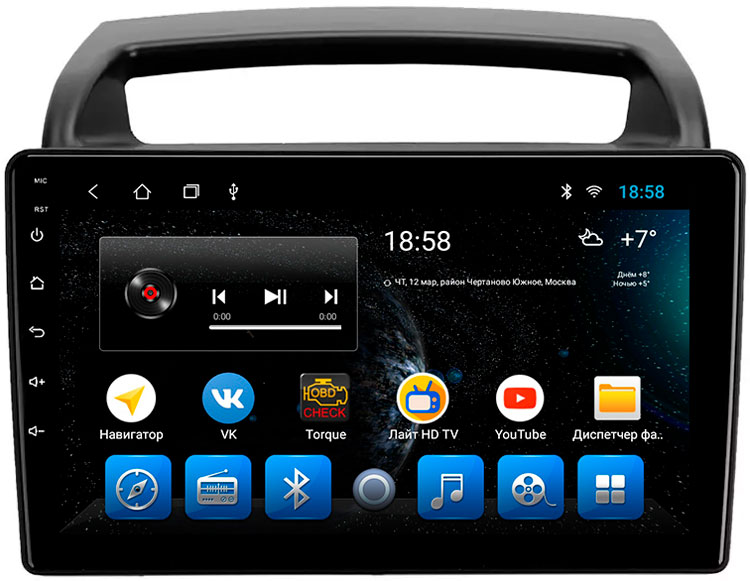 MIC
18:58
RST
18:58
+7°
ЧТ, 12 мар, район Чертаново Южное, Москва
Днём +8°
Ночью +5°
0:00 0:00
OBD
CHECK
Навигатор VK Torque Лайт HD TV YouTube Диспетчер фа..